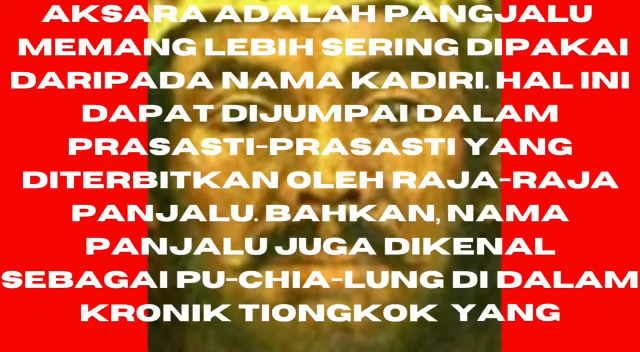 AKSARA ADALAH PANGJALU
MEMANG LEBIH SERING DIPAKAI
DARIPADA NAMA KADIRI. HAL INI
DAPAT DIJUMPAI DALAM
PRASASTI-PRASASTI YANG
DITERBITKAN OLEH RAJA-RAJA
PANJALU. BAHKAN, NAMA
PANJALU JUGA DIKENAL
SEBAGAI PU-CHIA-LUNG DI DALAM
KRONIK TIONGKOK YANG